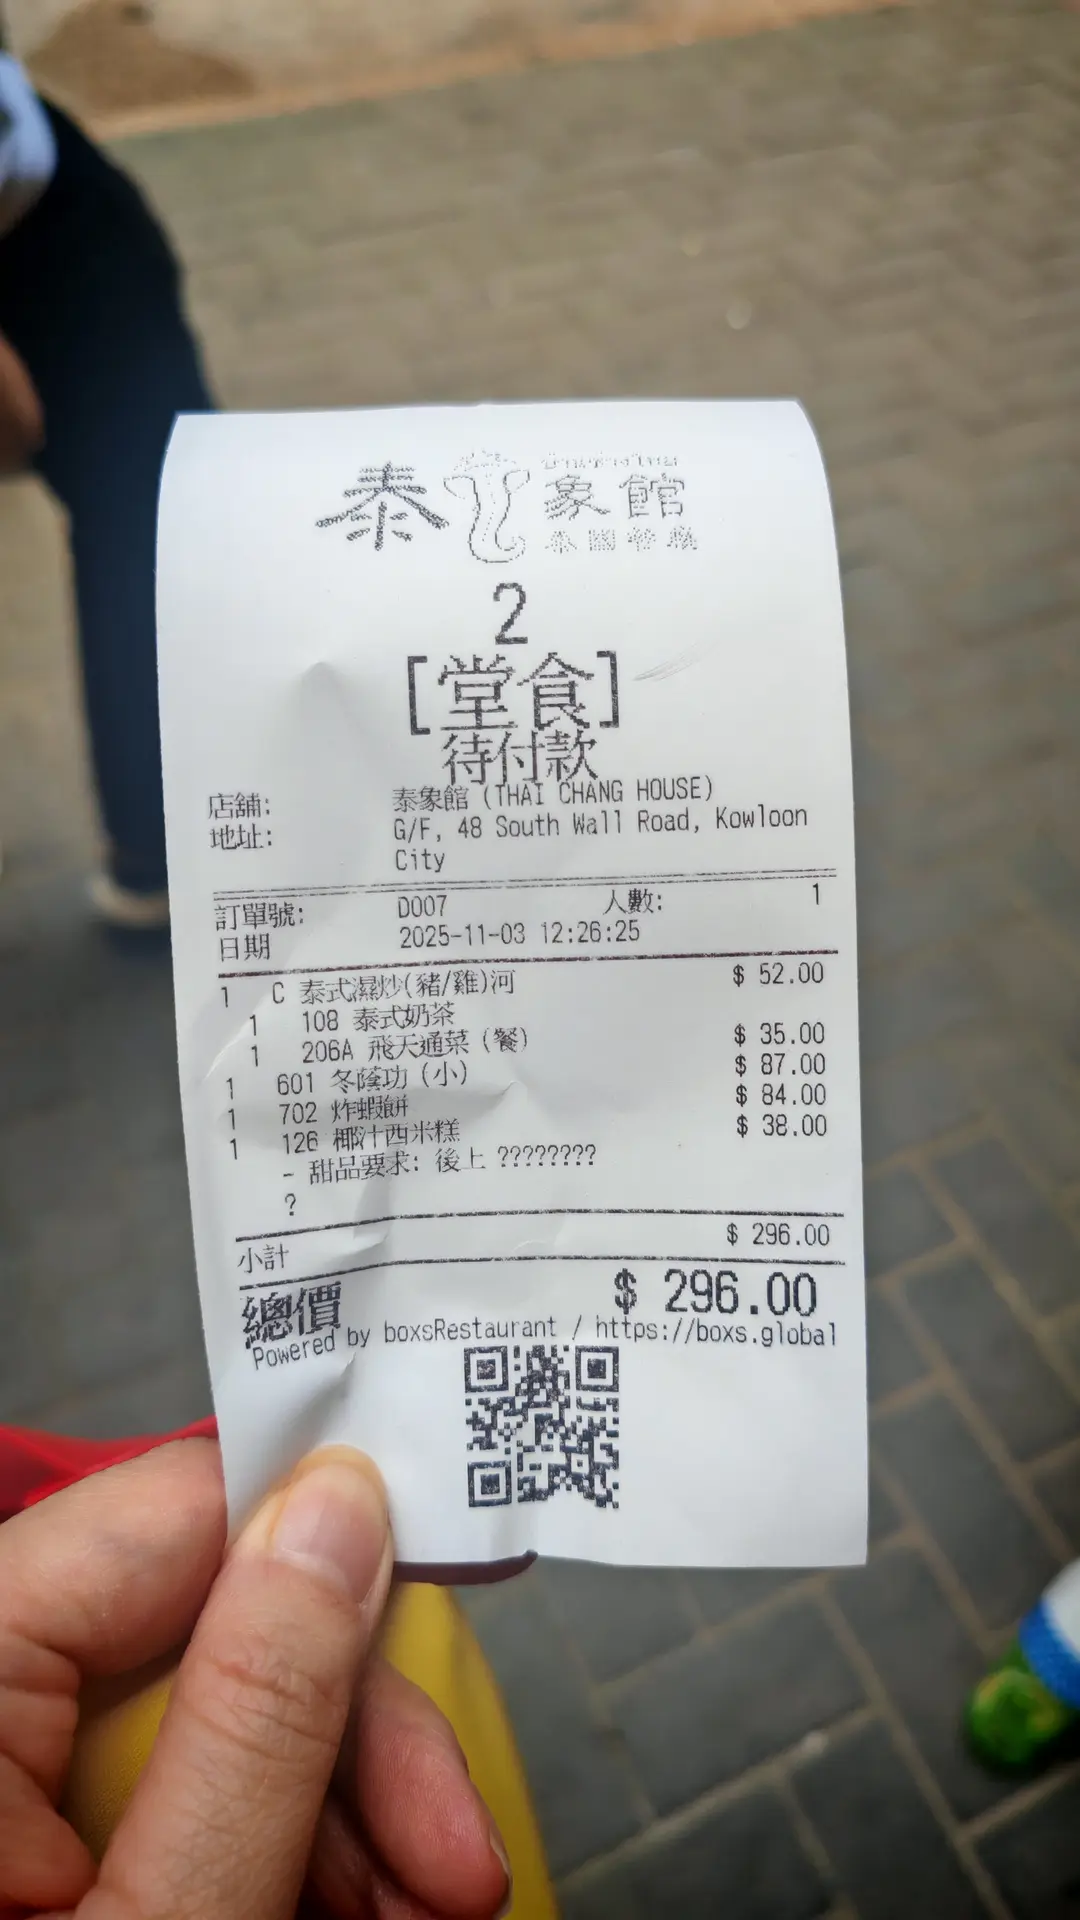 泰 象館
泰國餐廳
2
[堂食]
待付款
店舖: 泰象館 (THAI CHANG HOUSE)
地址: G/F, 48 South Wall Road, Kowloon
City
訂單號: D007 人數: 1
日期 2025-11-03 12:26:25
1 C 泰式濕炒(豬/雞)河 $ 52.00
1 108 泰式奶茶
1 206A 飛天通菜 (餐) $ 35.00
1 601 冬蔭功 (小) $ 87.00
1 702 炸蝦餅 $ 84.00
1 126 椰汁西米糕 $ 38.00
- 甜品要求: 後上 ????????
?
小計 $ 296.00
總價 $ 296.00
Powered by boxsRestaurant / https://boxs.global